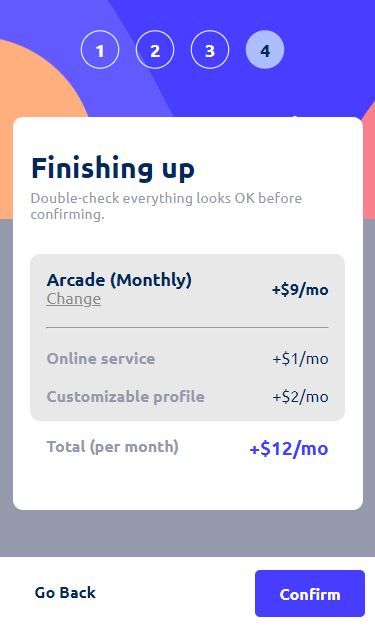 1 2 3 4
Finishing up
Double-check everything looks OK before
confirming.
Arcade (Monthly)
Change
+$9/mo
Online service +$1/mo
Customizable profile +$2/mo
Total (per month) +$12/mo
Go Back Confirm